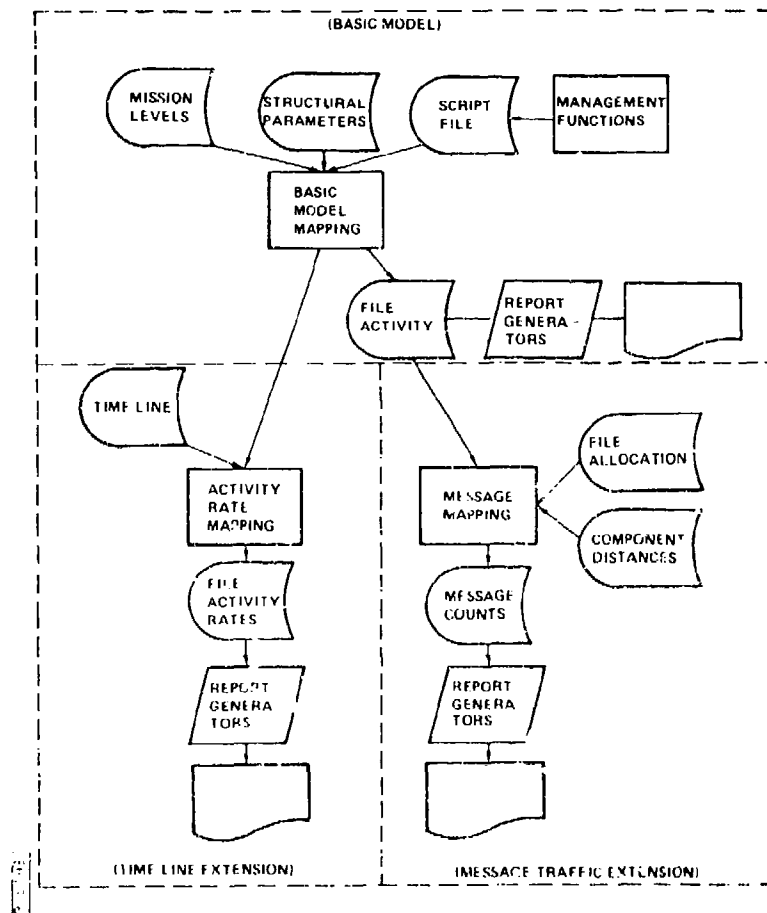 (BASIC MODEL)
MISSION
LEVELS
STRUCTURAL
PARAMETERS
SCRIPT
FILE
MANAGEMENT
FUNCTIONS
BASIC
MODEL
MAPPING
FILE
ACTIVITY
REPORT
GENERA-
TORS
TIME LINE
ACTIVITY
RATE
MAPPING
MESSAGE
MAPPING
FILE
ALLOCATION
COMPONENT
DISTANCES
FILE
ACTIVITY
RATES
MESSAGE
COUNTS
REPORT
GENERA
TORS
REPORT
GENERA
TORS
(TIME LINE EXTENSION)
(MESSAGE TRAFFIC EXTENSION)